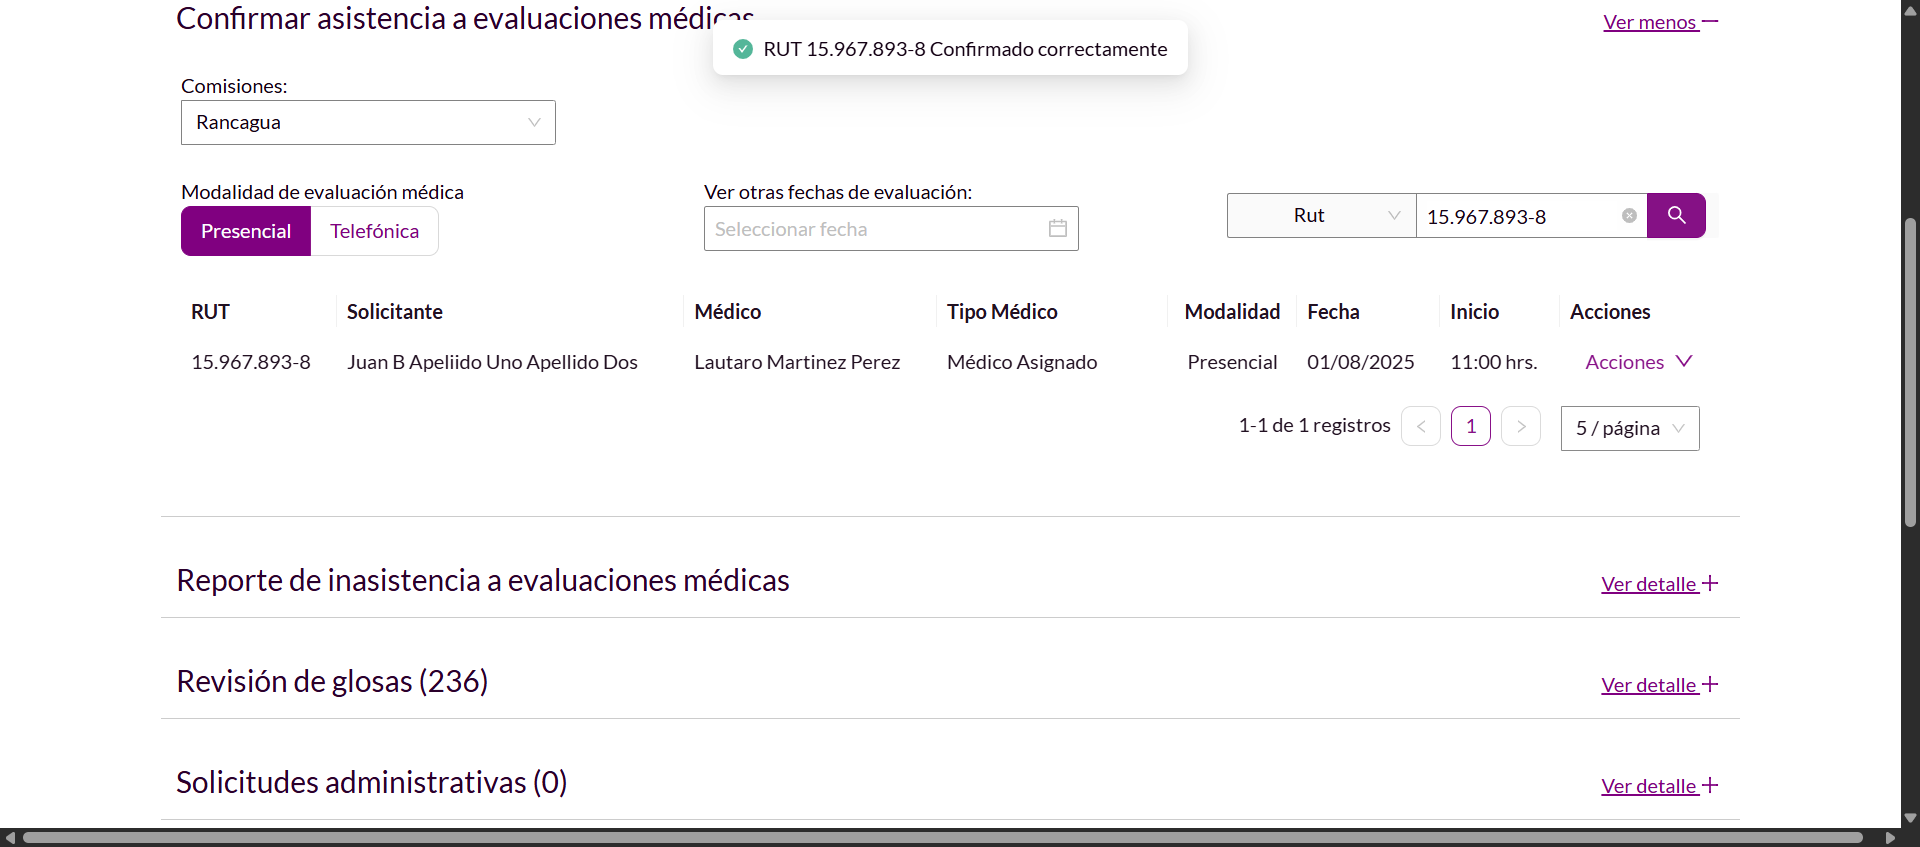 Confirmar asistencia a evaluaciones médicas
Ver menos
RUT 15.967.893-8 Confirmado correctamente
Comisiones:
Rancagua
Modalidad de evaluación médica
Presencial Telefónica
Ver otras fechas de evaluación:
Seleccionar fecha
Rut 15.967.893-8
RUT Solicitante Médico Tipo Médico Modalidad Fecha Inicio Acciones
15.967.893-8 Juan B Apeliido Uno Apellido Dos Lautaro Martinez Perez Médico Asignado Presencial 01/08/2025 11:00 hrs. Acciones
1-1 de 1 registros < 1 > 5 / página
Reporte de inasistencia a evaluaciones médicas Ver detalle +
Revisión de glosas (236) Ver detalle +
Solicitudes administrativas (0) Ver detalle +